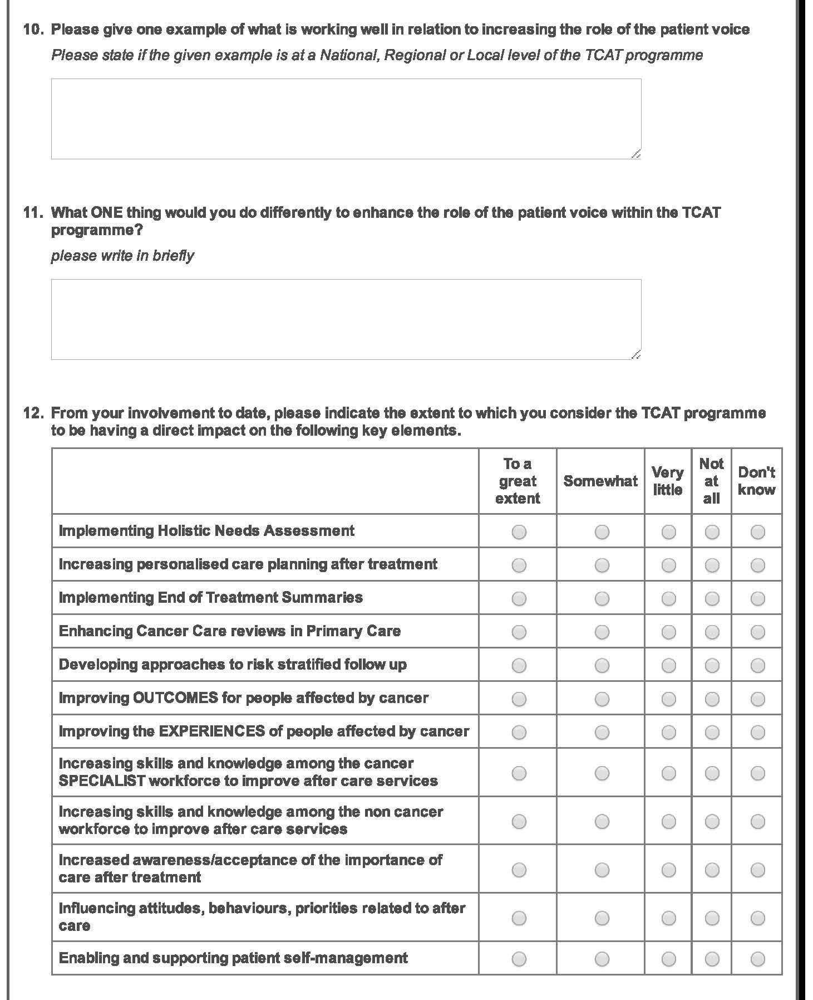 10. Please give one example of what is working well in relation to increasing the role of the patient voice
Please state if the given example is at a National, Regional or Local level of the TCAT programme
11. What ONE thing would you do differently to enhance the role of the patient voice within the TCAT
programme?
please write in briefly
12. From your involvement to date, please indicate the extent to which you consider the TCAT programme
to be having a direct impact on the following key elements.
To a
great
extent
Somewhat
Very
little
Not
at
all
Don't
know
Implementing Holistic Needs Assessment
Increasing personalised care planning after treatment
Implementing End of Treatment Summaries
Enhancing Cancer Care reviews in Primary Care
Developing approaches to risk stratified follow up
Improving OUTCOMES for people affected by cancer
Improving the EXPERIENCES of people affected by cancer
Increasing skills and knowledge among the cancer
SPECIALIST workforce to improve after care services
Increasing skills and knowledge among the non cancer
workforce to improve after care services
Increased awareness/acceptance of the importance of
care after treatment
Influencing attitudes, behaviours, priorities related to after
care
Enabling and supporting patient self-management